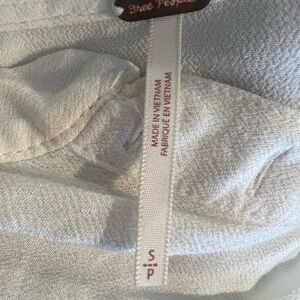 Free People
MADE IN VIETNAM
FABRIQUÉ EN VIETNAM
S
P